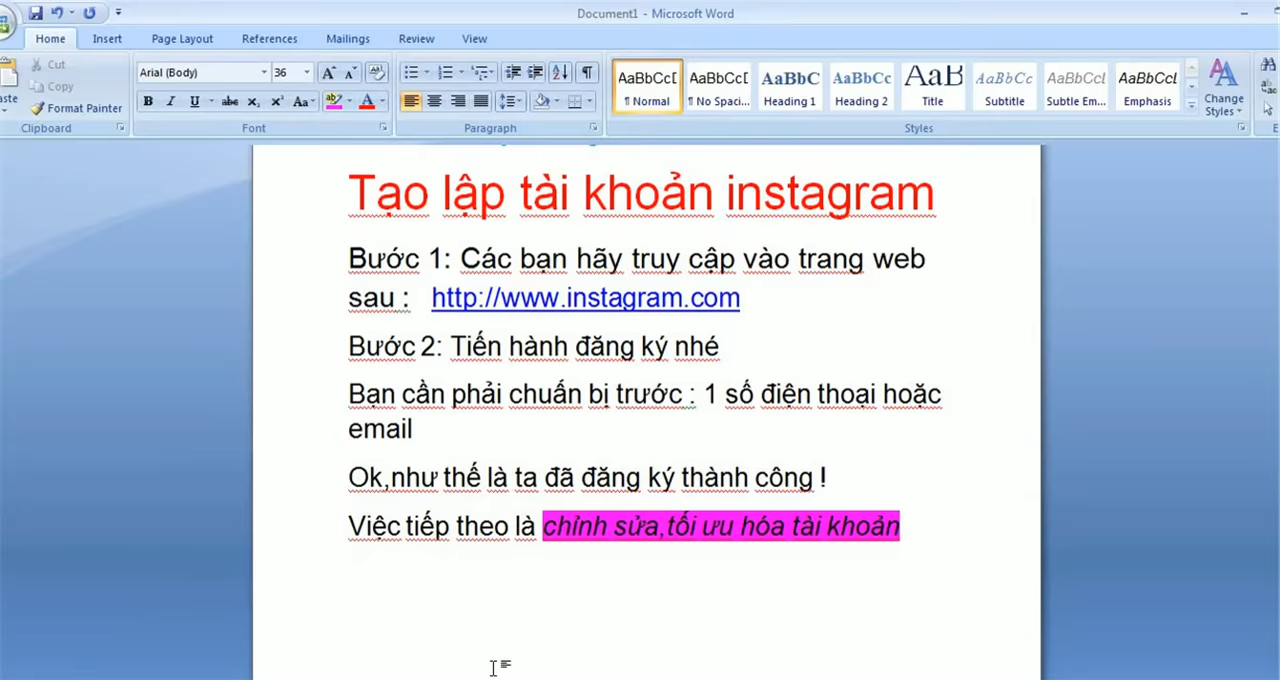 Document1 - Microsoft Word
Home Insert Page Layout References Mailings Review View
Cut
Copy
Format Painter
Clipboard
Arial (Body) 36
Font
Paragraph
AaBbCcD AaBbCcD AaBbC AaBbCc AaB AaBbCc AaBbCcD AaBbCcD
¶ Normal ¶ No Spaci... Heading 1 Heading 2 Title Subtitle Subtle Em... Emphasis
Change
Styles
Styles
Tạo lập tài khoản instagram
Bước 1: Các bạn hãy truy cập vào trang web
sau : http://www.instagram.com
Bước 2: Tiến hành đăng ký nhé
Bạn cần phải chuẩn bị trước : 1 số điện thoại hoặc
email
Ok,như thế là ta đã đăng ký thành công !
Việc tiếp theo là chỉnh sửa,tối ưu hóa tài khoản